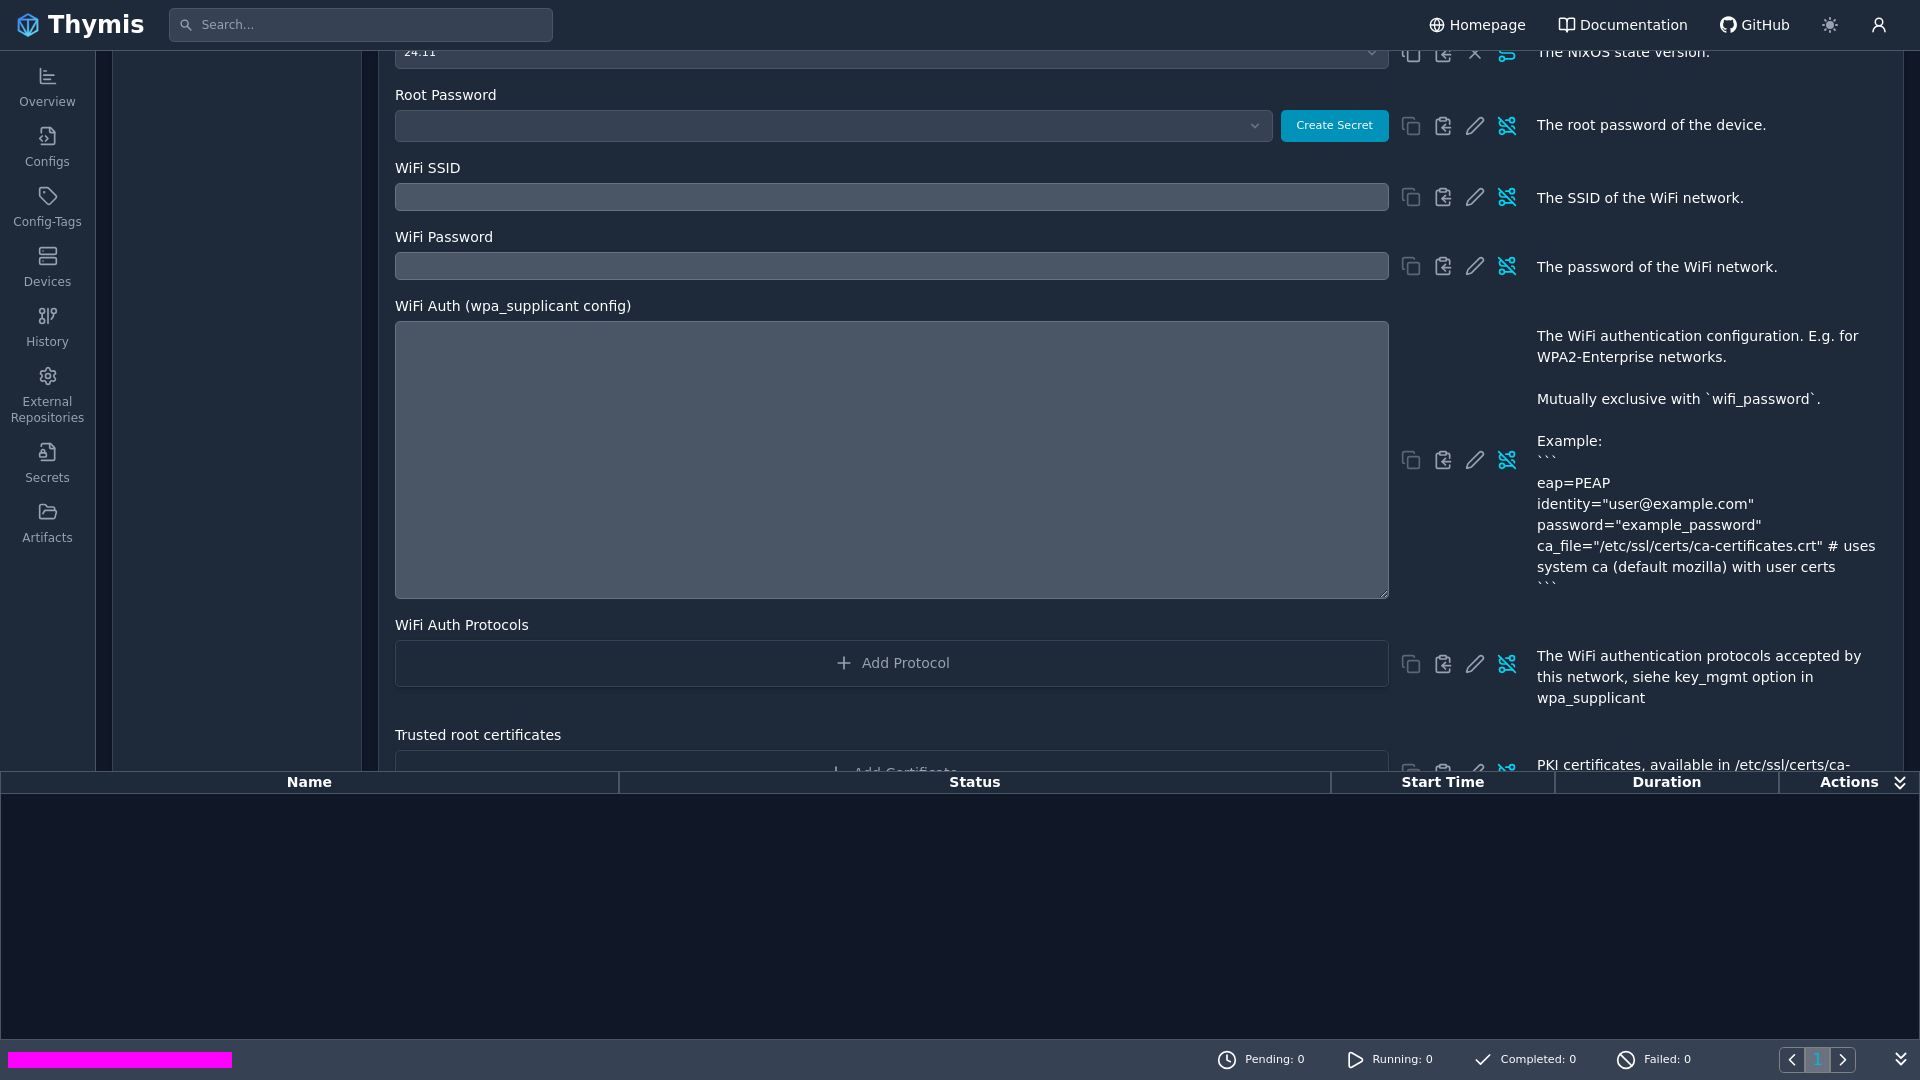 Thymis
Search...
Homepage
Documentation
GitHub
Overview
Configs
Config-Tags
Devices
History
External
Repositories
Secrets
Artifacts
24.11
The NixOS state version.
Root Password
Create Secret
The root password of the device.
WiFi SSID
The SSID of the WiFi network.
WiFi Password
The password of the WiFi network.
WiFi Auth (wpa_supplicant config)
The WiFi authentication configuration. E.g. for
WPA2-Enterprise networks.
Mutually exclusive with `wifi_password`.
Example:
```
eap=PEAP
identity="user@example.com"
password="example_password"
ca_file="/etc/ssl/certs/ca-certificates.crt" # uses
system ca (default mozilla) with user certs
```
WiFi Auth Protocols
Add Protocol
The WiFi authentication protocols accepted by
this network, siehe key_mgmt option in
wpa_supplicant
Trusted root certificates
Add Certificate
PKI certificates, available in /etc/ssl/certs/ca-
Name
Status
Start Time
Duration
Actions
Pending: 0
Running: 0
Completed: 0
Failed: 0
1